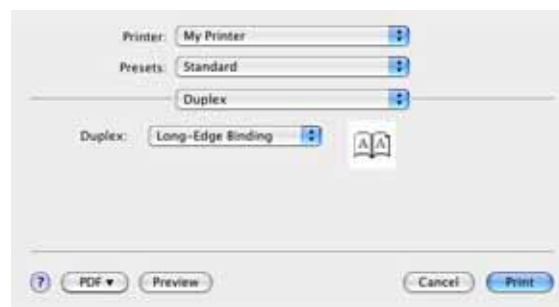 Printer: My Printer
Presets: Standard
Duplex
Duplex: Long-Edge Binding A A
? PDF ▼ Preview Cancel Print